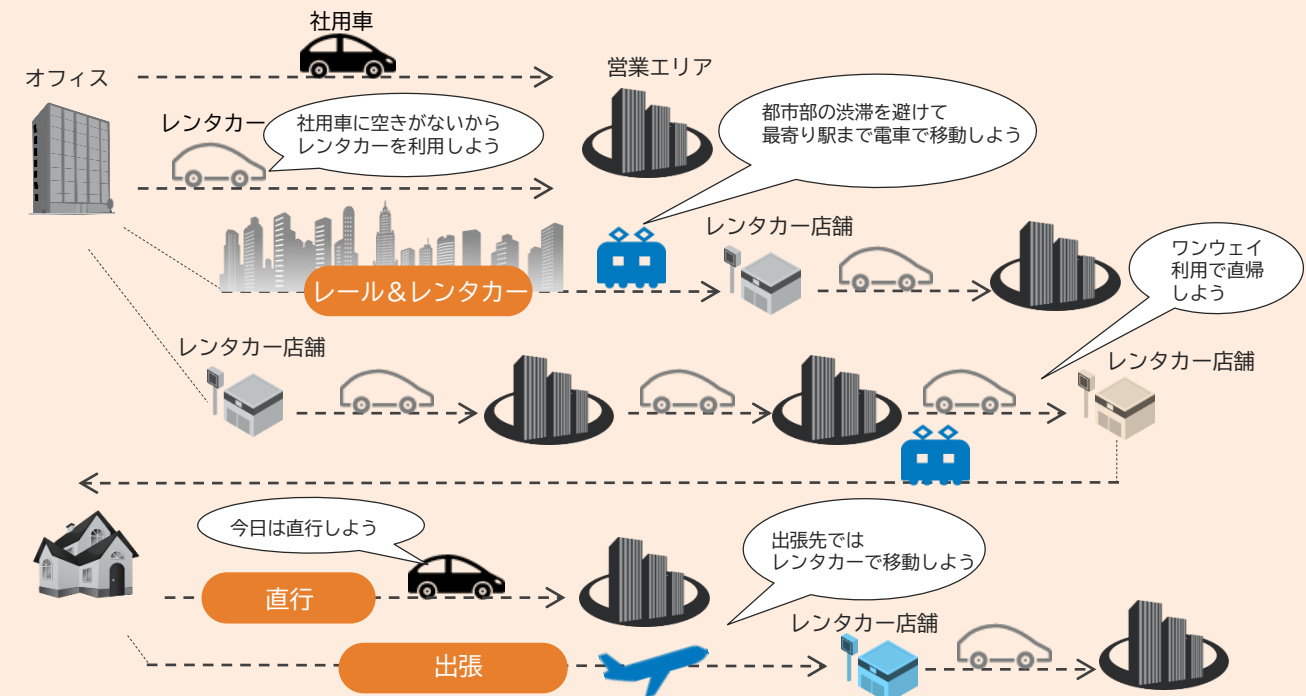 社用車
オフィス
営業エリア
レンタカー
社用車に空きがないから
レンタカーを利用しよう
都市部の渋滞を避けて
最寄り駅まで電車で移動しよう
レンタカー店舗
レール&レンタカー
ワンウェイ
利用で直帰
しよう
レンタカー店舗
レンタカー店舗
今日は直行しよう
直行
出張先では
レンタカーで移動しよう
レンタカー店舗
出張